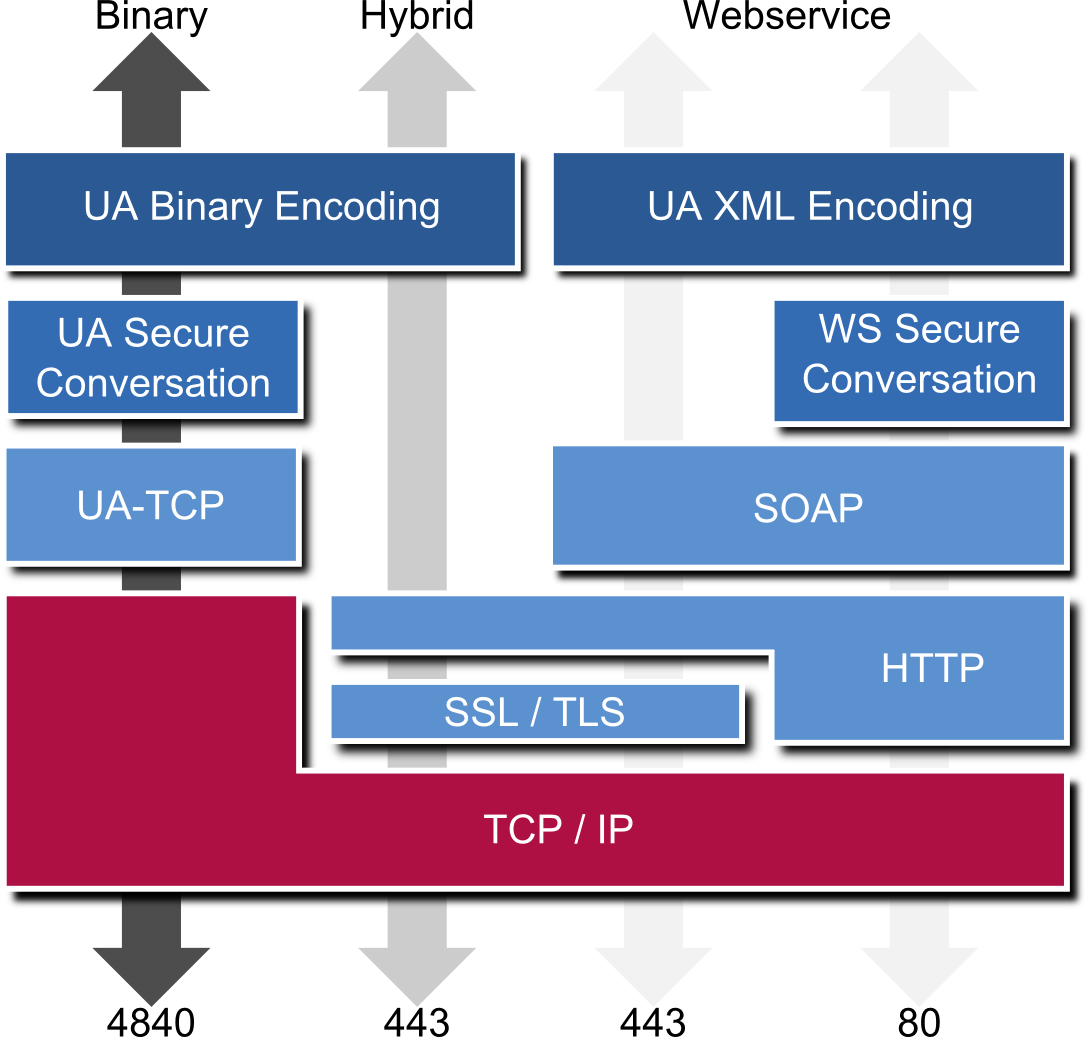 Binary
Hybrid
Webservice
UA Binary Encoding
UA XML Encoding
UA Secure
Conversation
WS Secure
Conversation
UA-TCP
SOAP
HTTP
SSL / TLS
TCP / IP
4840
443
443
80